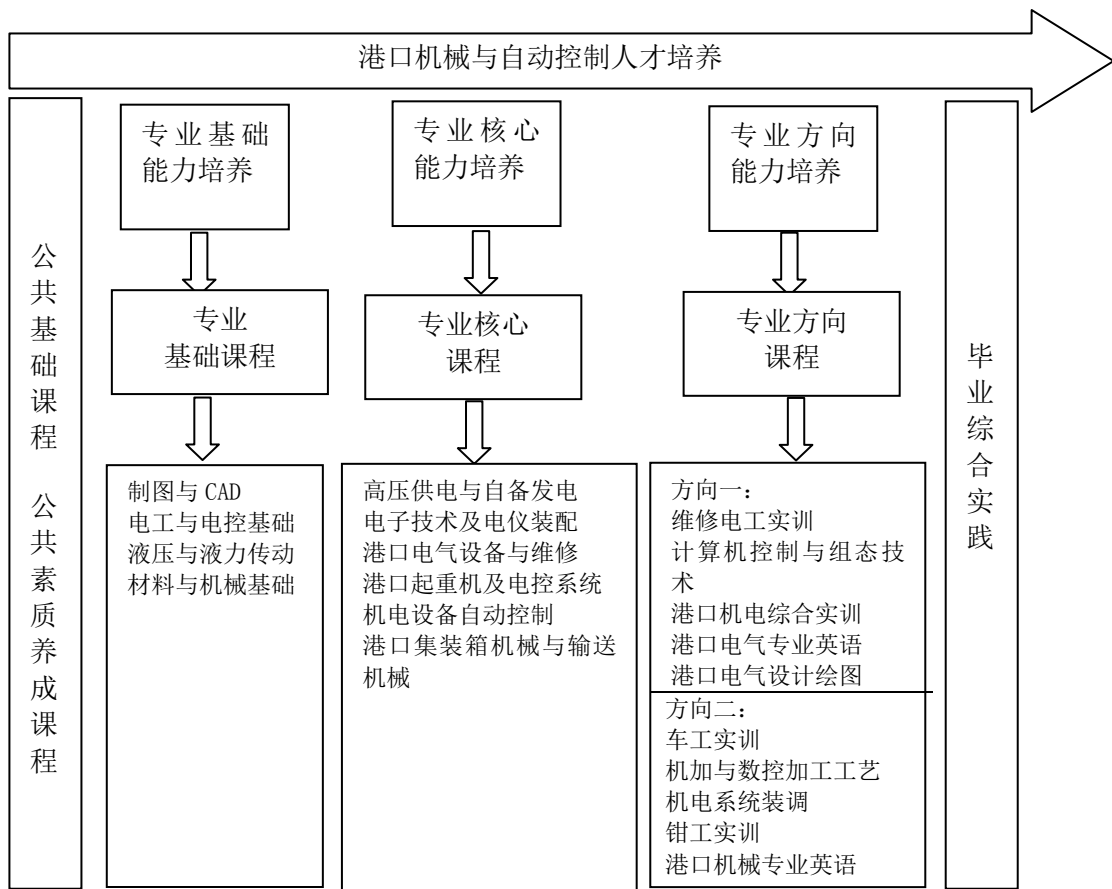 港口机械与自动控制人才培养
公共基础课程 公共素质养成课程
专业基础
能力培养
专业
基础课程
制图与 CAD
电工与电控基础
液压与液力传动
材料与机械基础
专业核心
能力培养
专业核心
课程
高压供电与自备发电
电子技术及电仪装配
港口电气设备与维修
港口起重机及电控系统
机电设备自动控制
港口集装箱机械与输送
机械
专业方向
能力培养
专业方向
课程
方向一:
维修电工实训
计算机控制与组态技
术
港口机电综合实训
港口电气专业英语
港口电气设计绘图
方向二:
车工实训
机加与数控加工工艺
机电系统装调
钳工实训
港口机械专业英语
毕业综合实践